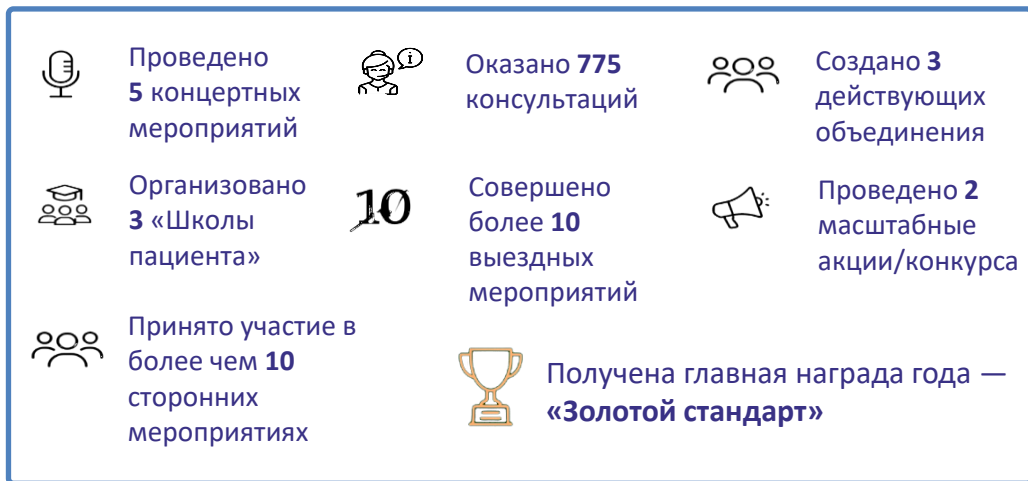 Проведено
5 концертных
мероприятий
Оказано 775
консультаций
Создано 3
действующих
объединения
Организовано
3 «Школы
пациента»
10
Совершено
более 10
выездных
мероприятий
Проведено 2
масштабные
акции/конкурса
Принято участие в
более чем 10
сторонних
мероприятиях
Получена главная награда года —
«Золотой стандарт»